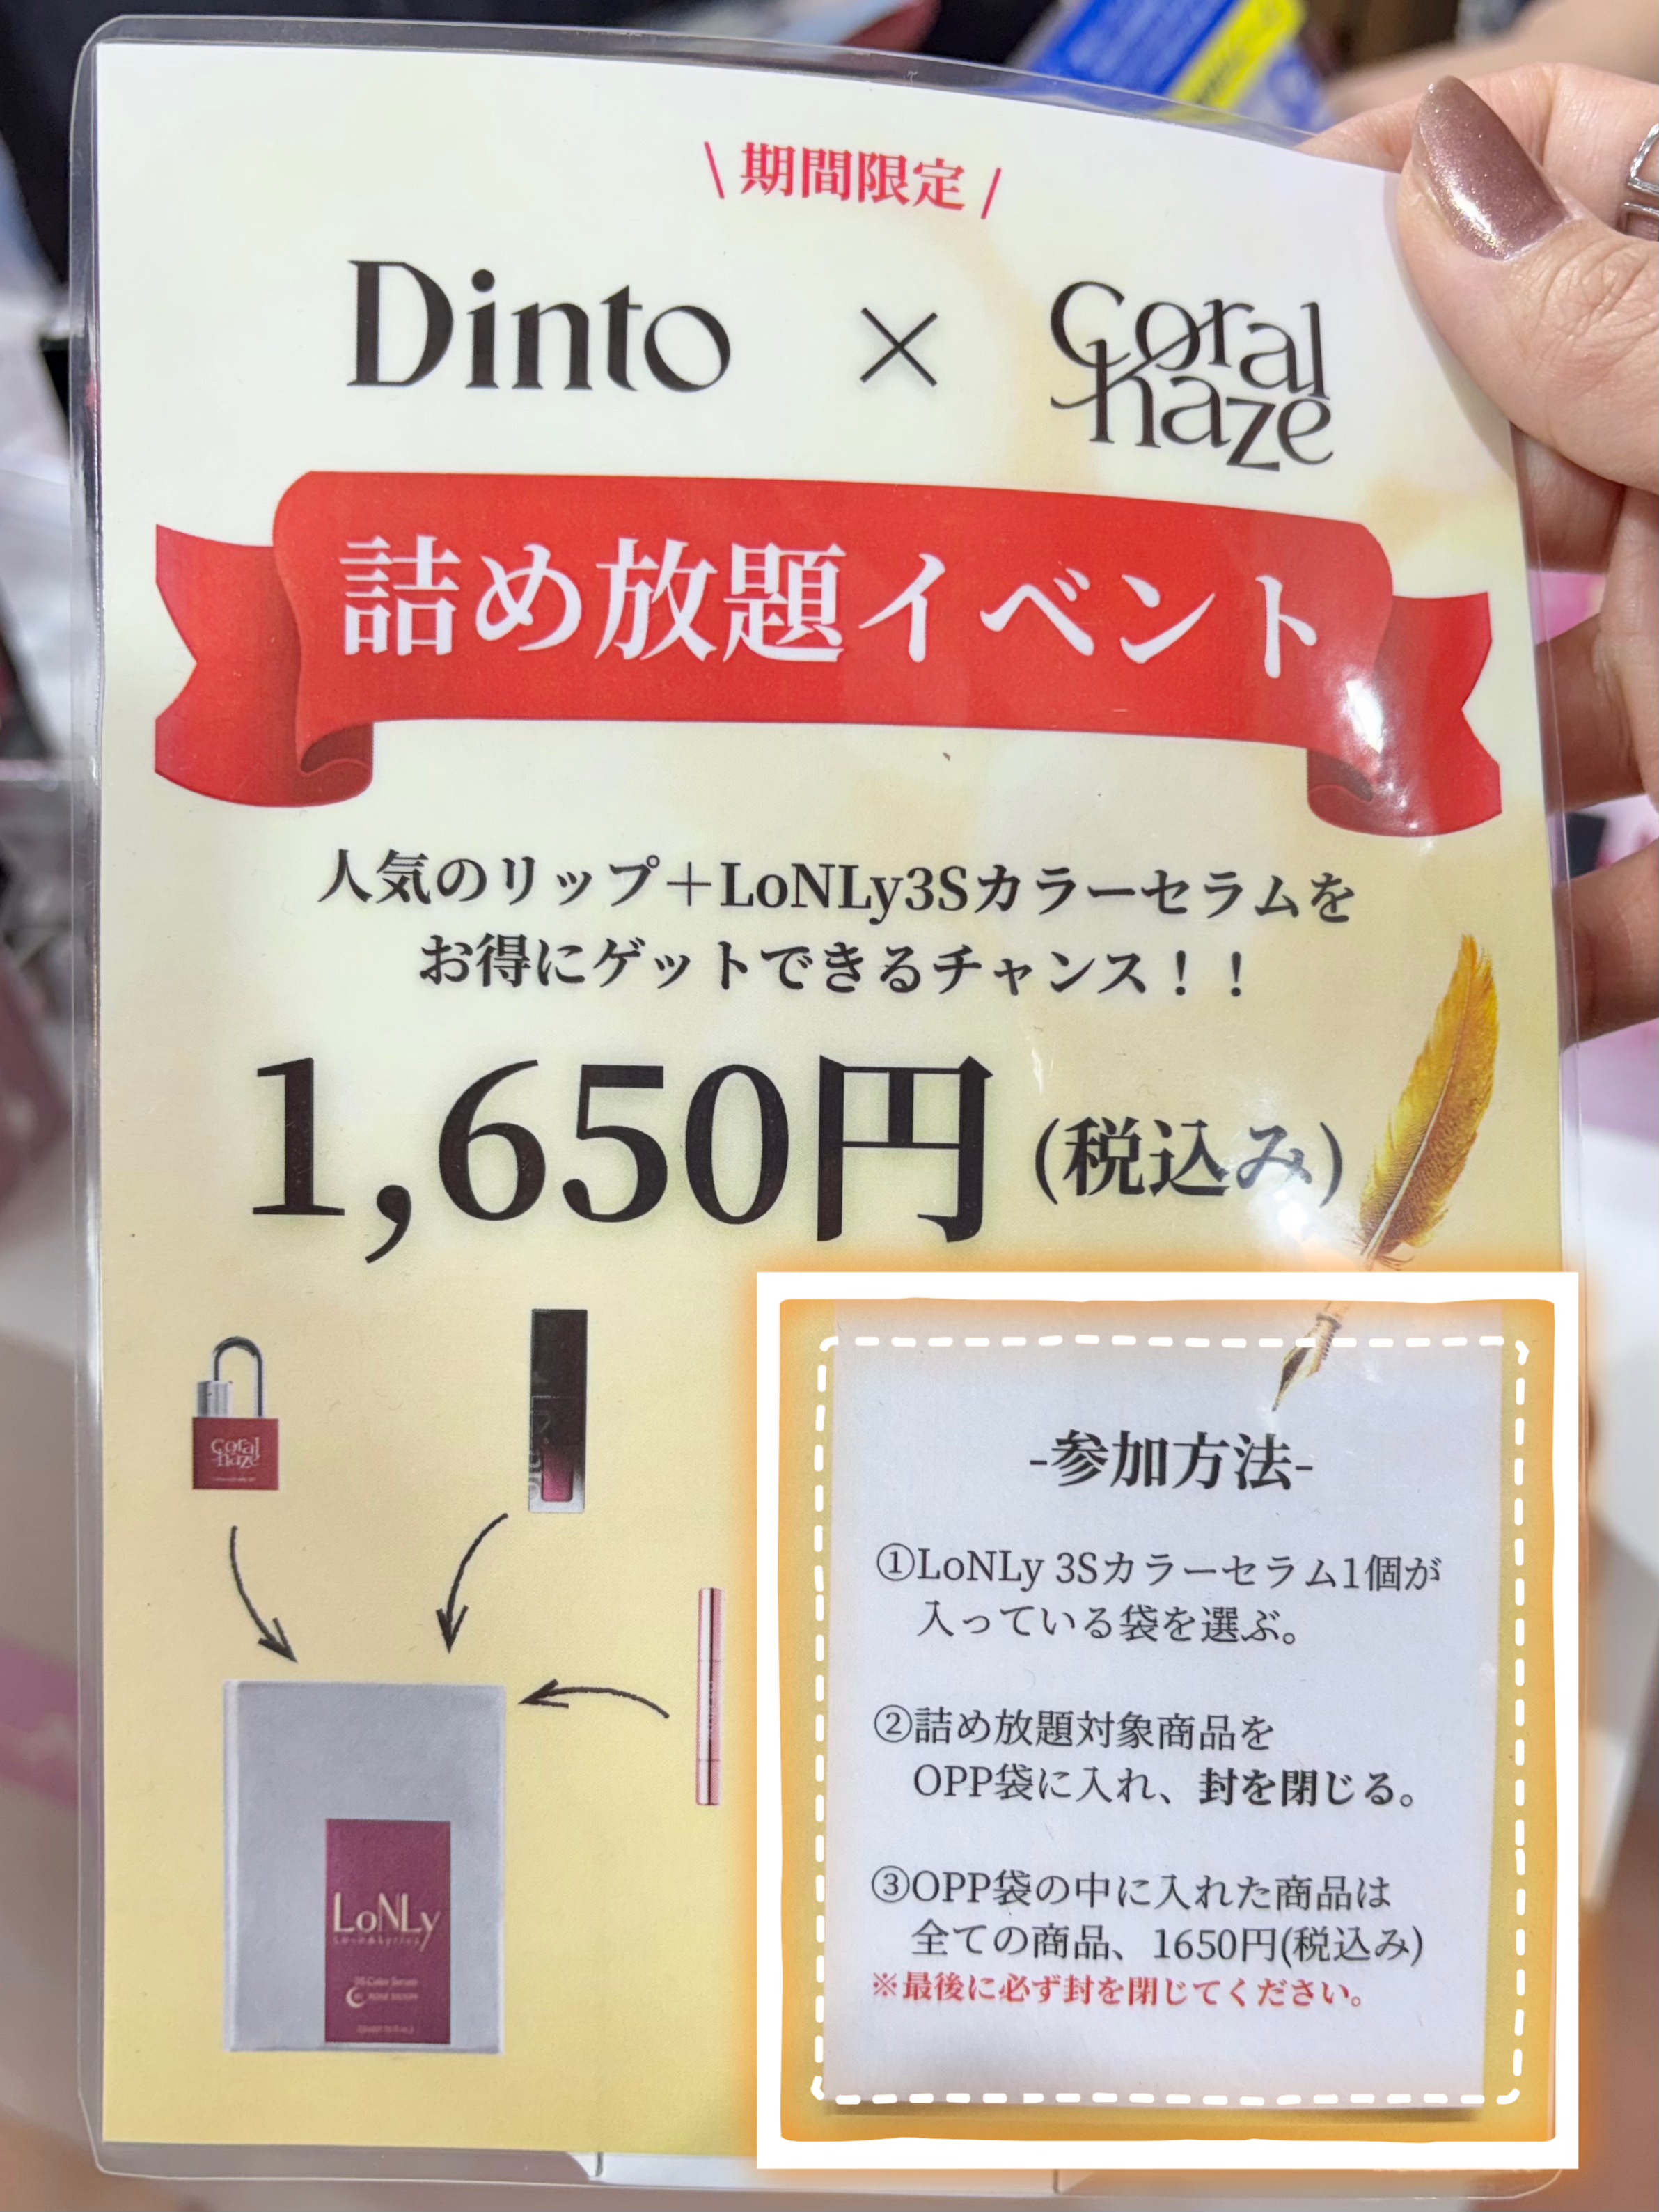 \ 期間限定 /
Dinto × Coral haze
詰め放題イベント
人気のリップ+LoNLy3Sカラーセラムを
お得にゲットできるチャンス！！
1,650円 (税込み)
Coral
haze
LoNLy
3S Color Serum
-参加方法-
①LoNLy 3Sカラーセラム1個が
入っている袋を選ぶ。
②詰め放題対象商品を
OPP袋に入れ、封を閉じる。
③OPP袋の中に入れた商品は
全ての商品、1650円(税込み)
※最後に必ず封を閉じてください。